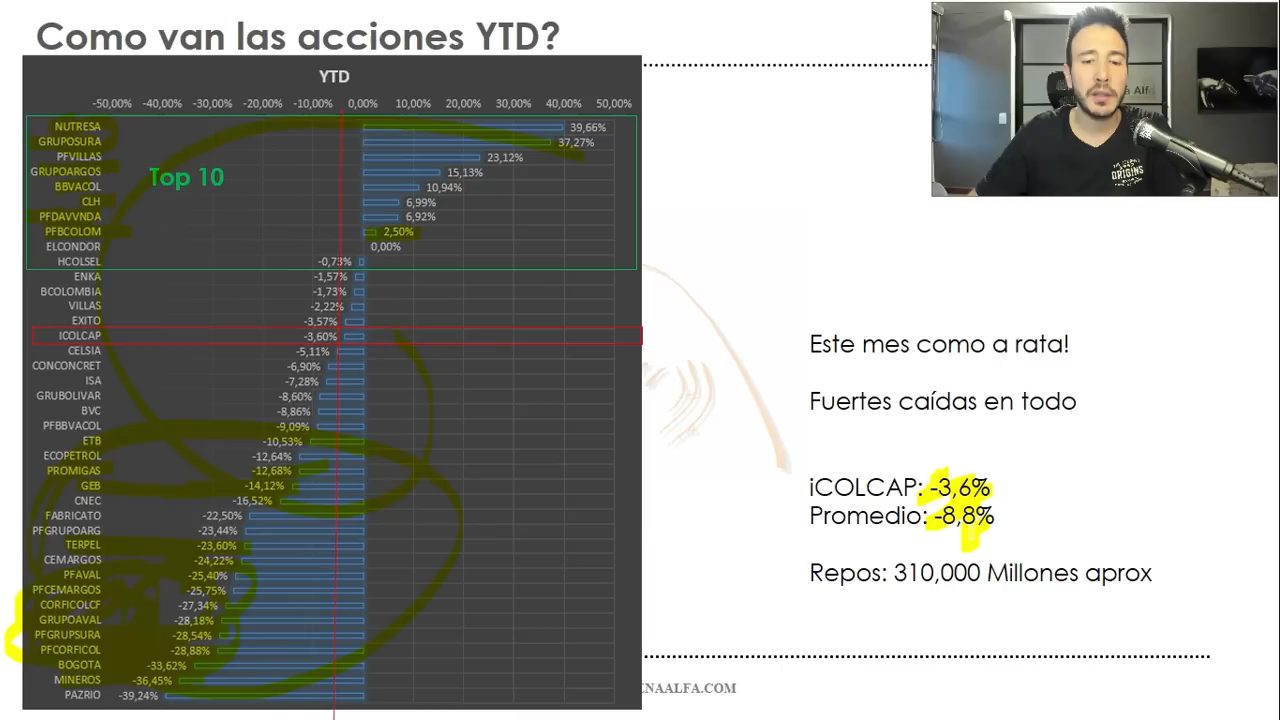 Como van las acciones YTD?
YTD
-50,00% -40,00% -30,00% -20,00% -10,00% 0,00% 10,00% 20,00% 30,00% 40,00% 50,00%
NUTRESA 39,66%
GRUPOSURA 37,27%
PFVILLAS 23,12%
GRUPOARGOS 15,13%
Top 10
BBVACOL 10,94%
CLH 6,99%
PFDAVVNDA 6,92%
PFBCOLOM 2,50%
ELCONDOR 0,00%
HCOLSEL -0,73%
ENKA -1,57%
BCOLOMBIA -1,73%
VILLAS -2,22%
EXITO -3,57%
ICOLCAP -3,60%
CELSIA -5,11%
CONCONCRET -6,90%
ISA -7,28%
GRUBOLIVAR -8,60%
BVC -8,86%
PFBBVACOL -9,09%
ETB -10,53%
ECOPETROL -12,64%
PROMIGAS -12,68%
GEB -14,12%
CNEC -16,52%
FABRICATO -22,50%
PFGRUPOARG -23,44%
TERPEL -23,60%
CEMARGOS -24,22%
PFAVAL -25,40%
PFCEMARGOS -25,75%
CORFICOLCF -27,34%
GRUPOAVAL -28,18%
PFGRUPSURA -28,54%
PFCORFICOL -28,88%
BOGOTA -33,62%
MINEROS -36,45%
PAZRIO -39,24%
Este mes como a rata!
Fuertes caídas en todo
iCOLCAP: -3,6%
Promedio: -8,8%
Repos: 310,000 Millones aprox
ENAALFA.COM
a Alfa
ORIGINS